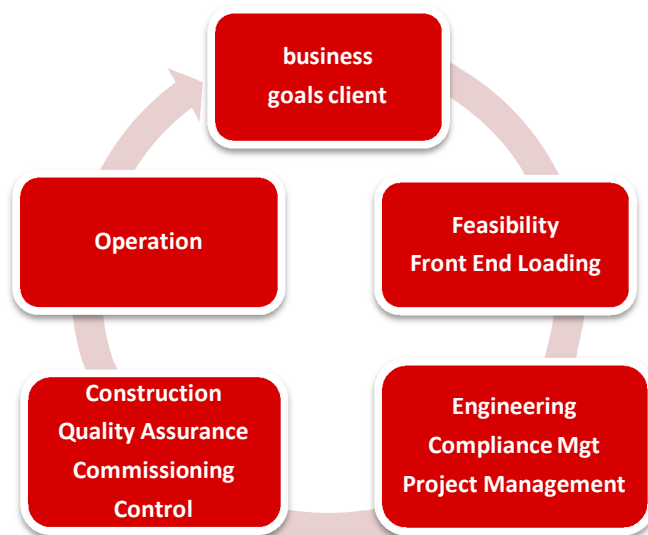 business
goals client
Feasibility
Front End Loading
Engineering
Compliance Mgt
Project Management
Construction
Quality Assurance
Commissioning
Control
Operation